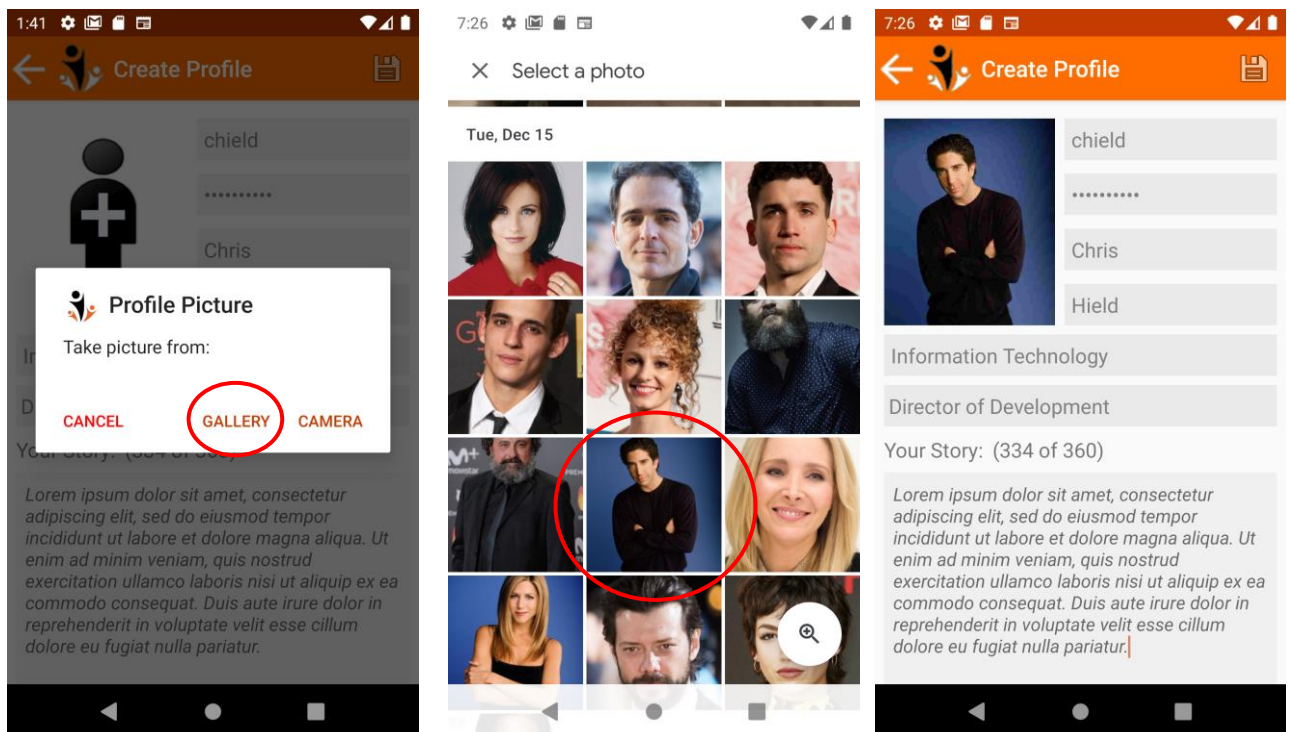 1:41
Create Profile
chield
••••••••••
Chris
Profile Picture
Take picture from:
CANCEL GALLERY CAMERA
Your Story: (334 of 360)
Lorem ipsum dolor sit amet, consectetur
adipiscing elit, sed do eiusmod tempor
incididunt ut labore et dolore magna aliqua. Ut
enim ad minim veniam, quis nostrud
exercitation ullamco laboris nisi ut aliquip ex ea
commodo consequat. Duis aute irure dolor in
reprehenderit in voluptate velit esse cillum
dolore eu fugiat nulla pariatur.
7:26
Select a photo
Tue, Dec 15
M+
movistar
7:26
Create Profile
chield
••••••••••
Chris
Hield
Information Technology
Director of Development
Your Story: (334 of 360)
Lorem ipsum dolor sit amet, consectetur
adipiscing elit, sed do eiusmod tempor
incididunt ut labore et dolore magna aliqua. Ut
enim ad minim veniam, quis nostrud
exercitation ullamco laboris nisi ut aliquip ex ea
commodo consequat. Duis aute irure dolor in
reprehenderit in voluptate velit esse cillum
dolore eu fugiat nulla pariatur.